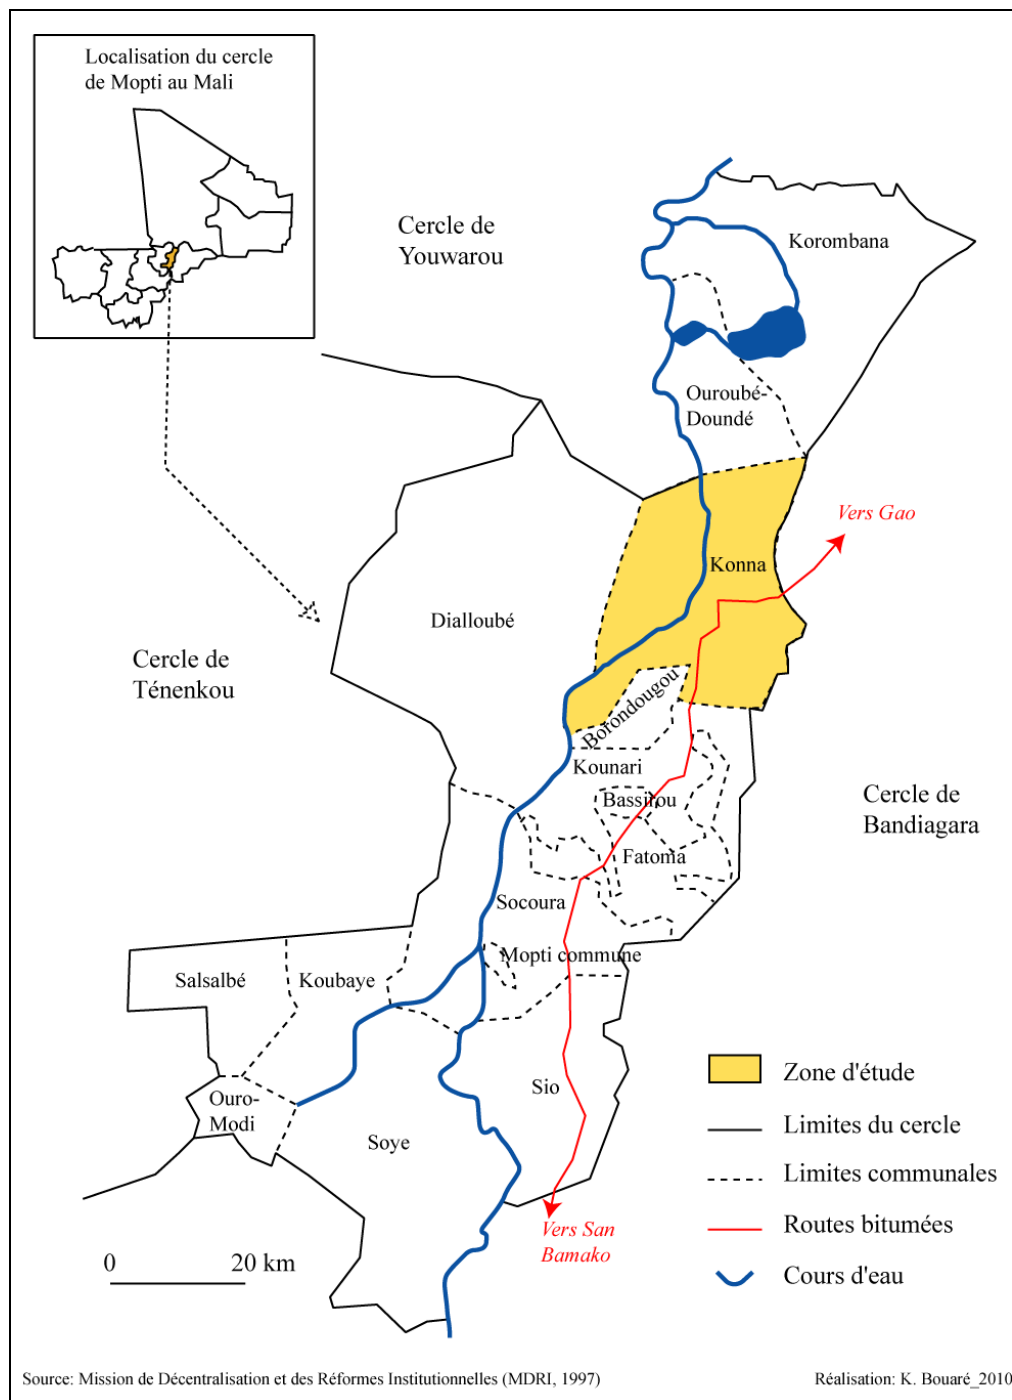 Localisation du cercle
de Mopti au Mali
Cercle de
Youwarou
Korombana
Ouroubé-
Doundé
Vers Gao
Konna
Dialloubé
Cercle de
Ténenkou
Borondougou
Kounari
Bassirou
Cercle de
Bandiagara
Fatoma
Socoura
Mopti commune
Salsalbé
Koubaye
Ouro-
Modi
Sio
Soye
Vers San
Bamako
Zone d'étude
Limites du cercle
Limites communales
Routes bitumées
Cours d'eau
0 20 km
Source: Mission de Décentralisation et des Réformes Institutionnelles (MDRI, 1997)
Réalisation: K. Bouaré_2010